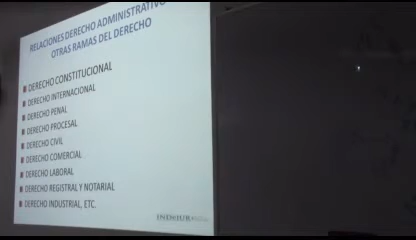 RELACIONES DERECHO ADMINISTRATIVO
OTRAS RAMAS DEL DERECHO
DERECHO CONSTITUCIONAL
DERECHO INTERNACIONAL
DERECHO PENAL
DERECHO PROCESAL
DERECHO CIVIL
DERECHO COMERCIAL
DERECHO LABORAL
DERECHO REGISTRAL Y NOTARIAL
DERECHO INDUSTRIAL, ETC.